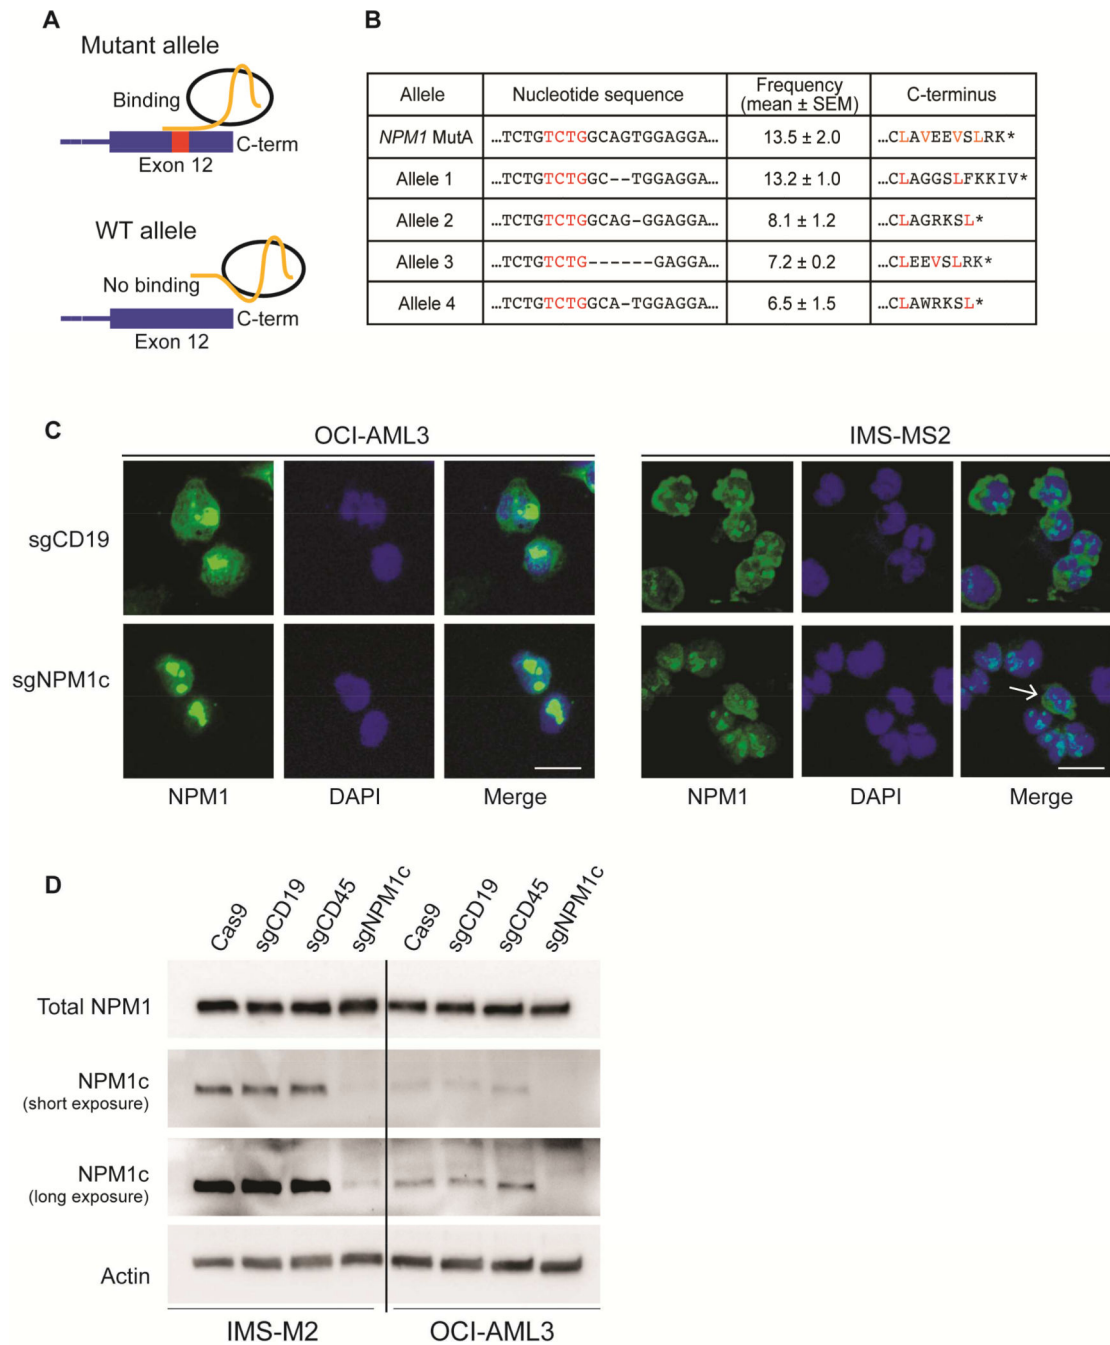 A
Mutant allele
Binding
C-term
Exon 12
WT allele
No binding
C-term
Exon 12
B
Allele Nucleotide sequence Frequency (mean ± SEM) C-terminus
NPM1 MutA …TCTGTCTGGCAGTGGAGGA… 13.5 ± 2.0 …CLAVEEVSLRK*
Allele 1 …TCTGTCTGGC--TGGAGGA… 13.2 ± 1.0 …CLAGGSLFKKIV*
Allele 2 …TCTGTCTGGCAG-GGAGGA… 8.1 ± 1.2 …CLAGRKSL*
Allele 3 …TCTGTCTG------GAGGA… 7.2 ± 0.2 …CLEEVSLRK*
Allele 4 …TCTGTCTGGCA-TGGAGGA… 6.5 ± 1.5 …CLAWRKSL*
C
OCI-AML3 IMS-MS2
sgCD19
sgNPM1c
NPM1 DAPI Merge NPM1 DAPI Merge
D
Cas9 sgCD19 sgCD45 sgNPM1c Cas9 sgCD19 sgCD45 sgNPM1c
Total NPM1
NPM1c
(short exposure)
NPM1c
(long exposure)
Actin
IMS-M2 OCI-AML3